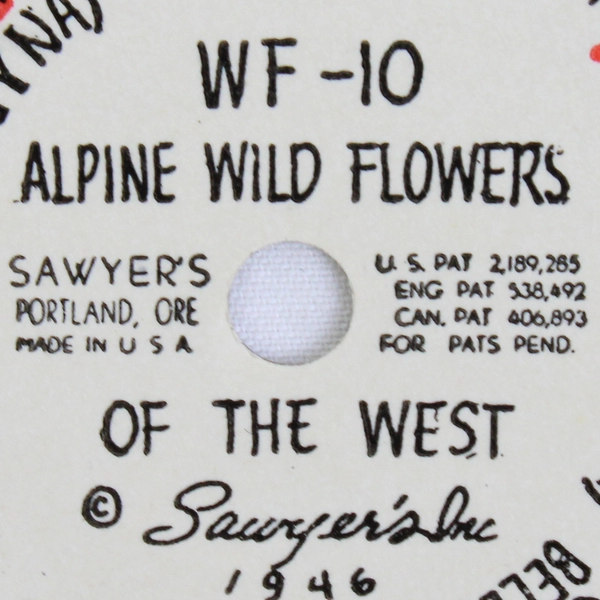 WF-10
ALPINE WILD FLOWERS
SAWYER'S
PORTLAND, ORE
MADE IN U S A
U. S. PAT 2,189,285
ENG PAT 538,492
CAN. PAT 406,893
FOR PATS PEND.
OF THE WEST
© Sawyer's Inc
1946